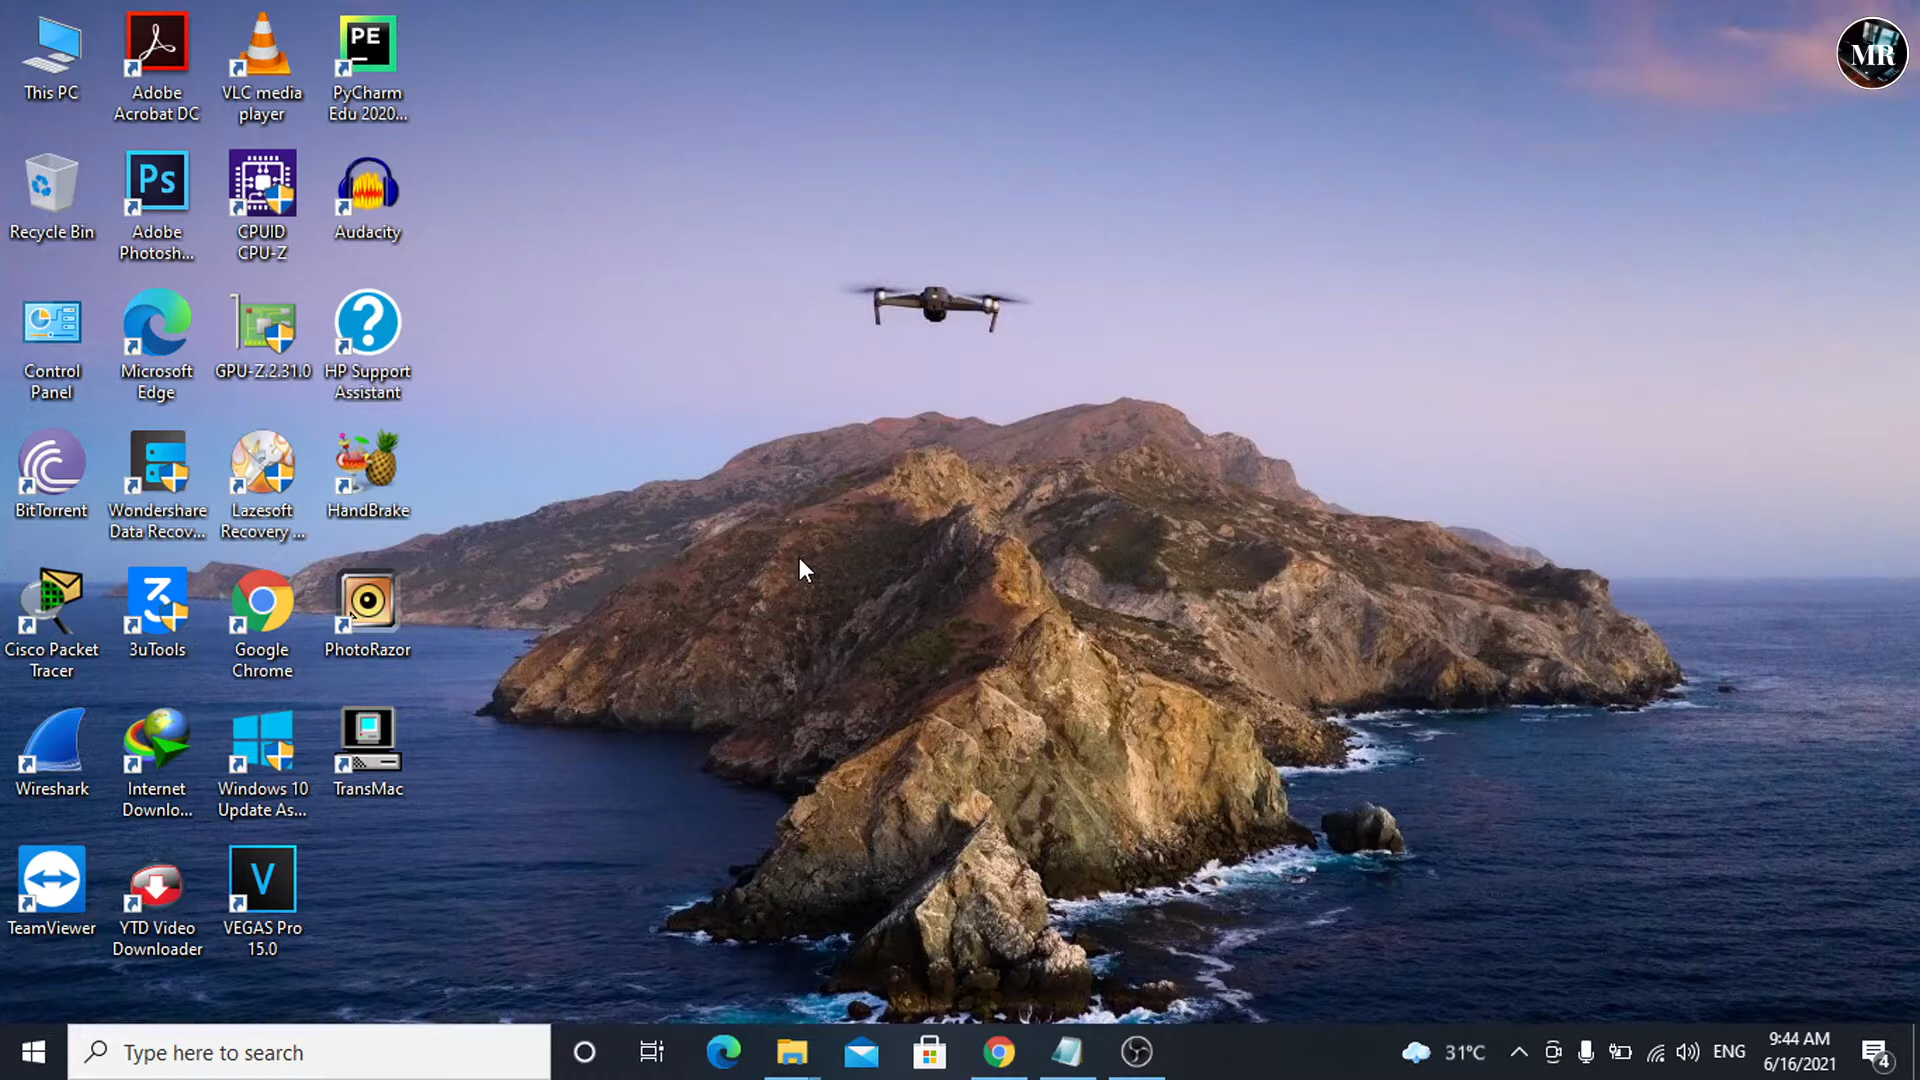 This PC
Adobe
Acrobat DC
VLC media
player
PyCharm
Edu 2020...
PE
MR
Recycle Bin
Ps
Adobe
Photosh...
CPUID
CPU-Z
Audacity
Control
Panel
Microsoft
Edge
GPU-Z.2.31.0
?
HP Support
Assistant
BitTorrent
Wondershare
Data Recov...
Lazesoft
Recovery ...
HandBrake
Cisco Packet
Tracer
3uTools
Google
Chrome
PhotoRazor
Wireshark
Internet
Downlo...
Windows 10
Update As...
TransMac
TeamViewer
YTD Video
Downloader
V
VEGAS Pro
15.0
Type here to search
31°C
ENG
9:44 AM
6/16/2021
4